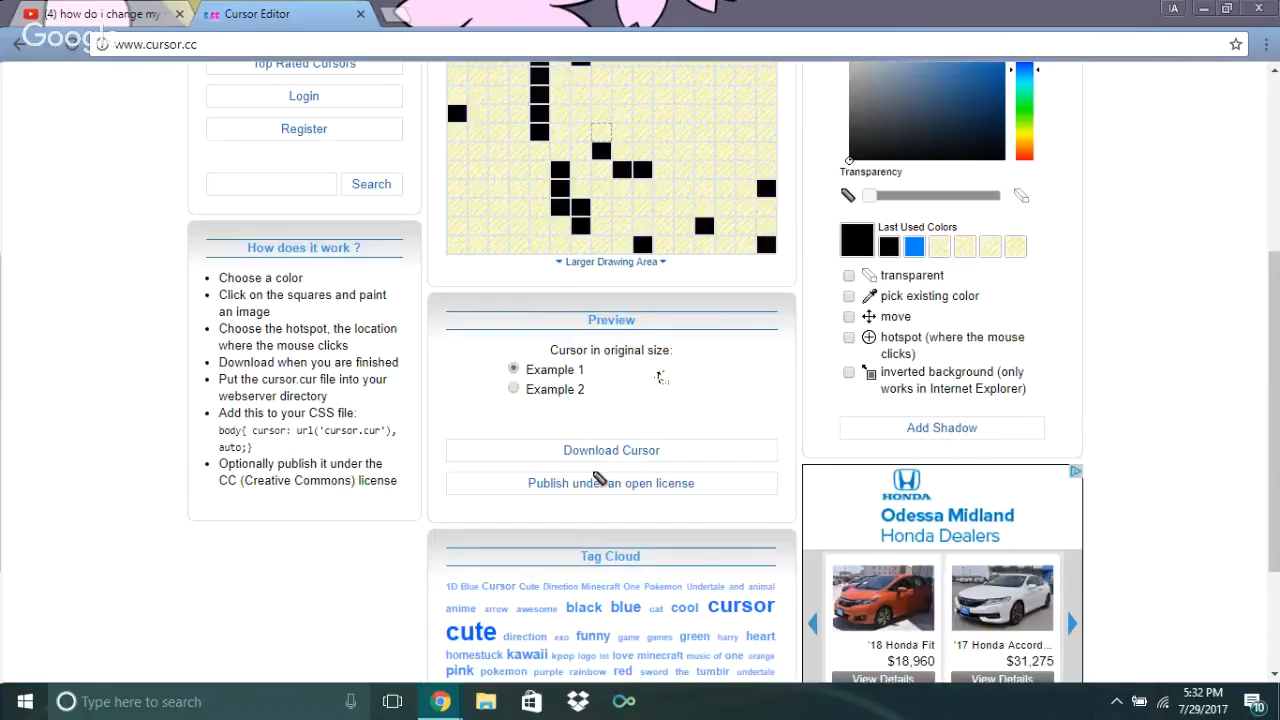 (4) how do i change my
Cursor Editor
IA
Google
www.cursor.cc
Top Rated Cursors
Login
Register
Search
How does it work ?
Choose a color
Click on the squares and paint
an image
Choose the hotspot, the location
where the mouse clicks
Download when you are finished
Put the cursor.cur file into your
webserver directory
Add this to your CSS file:
body{ cursor: url('cursor.cur'),
auto;}
Optionally publish it under the
CC (Creative Commons) license
Larger Drawing Area
Preview
Cursor in original size:
Example 1
Example 2
Download Cursor
Publish under an open license
Tag Cloud
1D Blue Cursor Cute Direction Minecraft One Pokemon Undertale and animal
anime arrow awesome black blue cat cool cursor
cute direction exo funny game games green harry heart
homestuck kawaii kpop logo lol love minecraft music of one orange
pink pokemon purple rainbow red sword the tumblr undertale
Transparency
Last Used Colors
transparent
pick existing color
move
hotspot (where the mouse
clicks)
inverted background (only
works in Internet Explorer)
Add Shadow
HONDA
Odessa Midland
Honda Dealers
'18 Honda Fit
$18,960
View Details
'17 Honda Accord...
$31,275
View Details
Type here to search
5:32 PM
7/29/2017
10